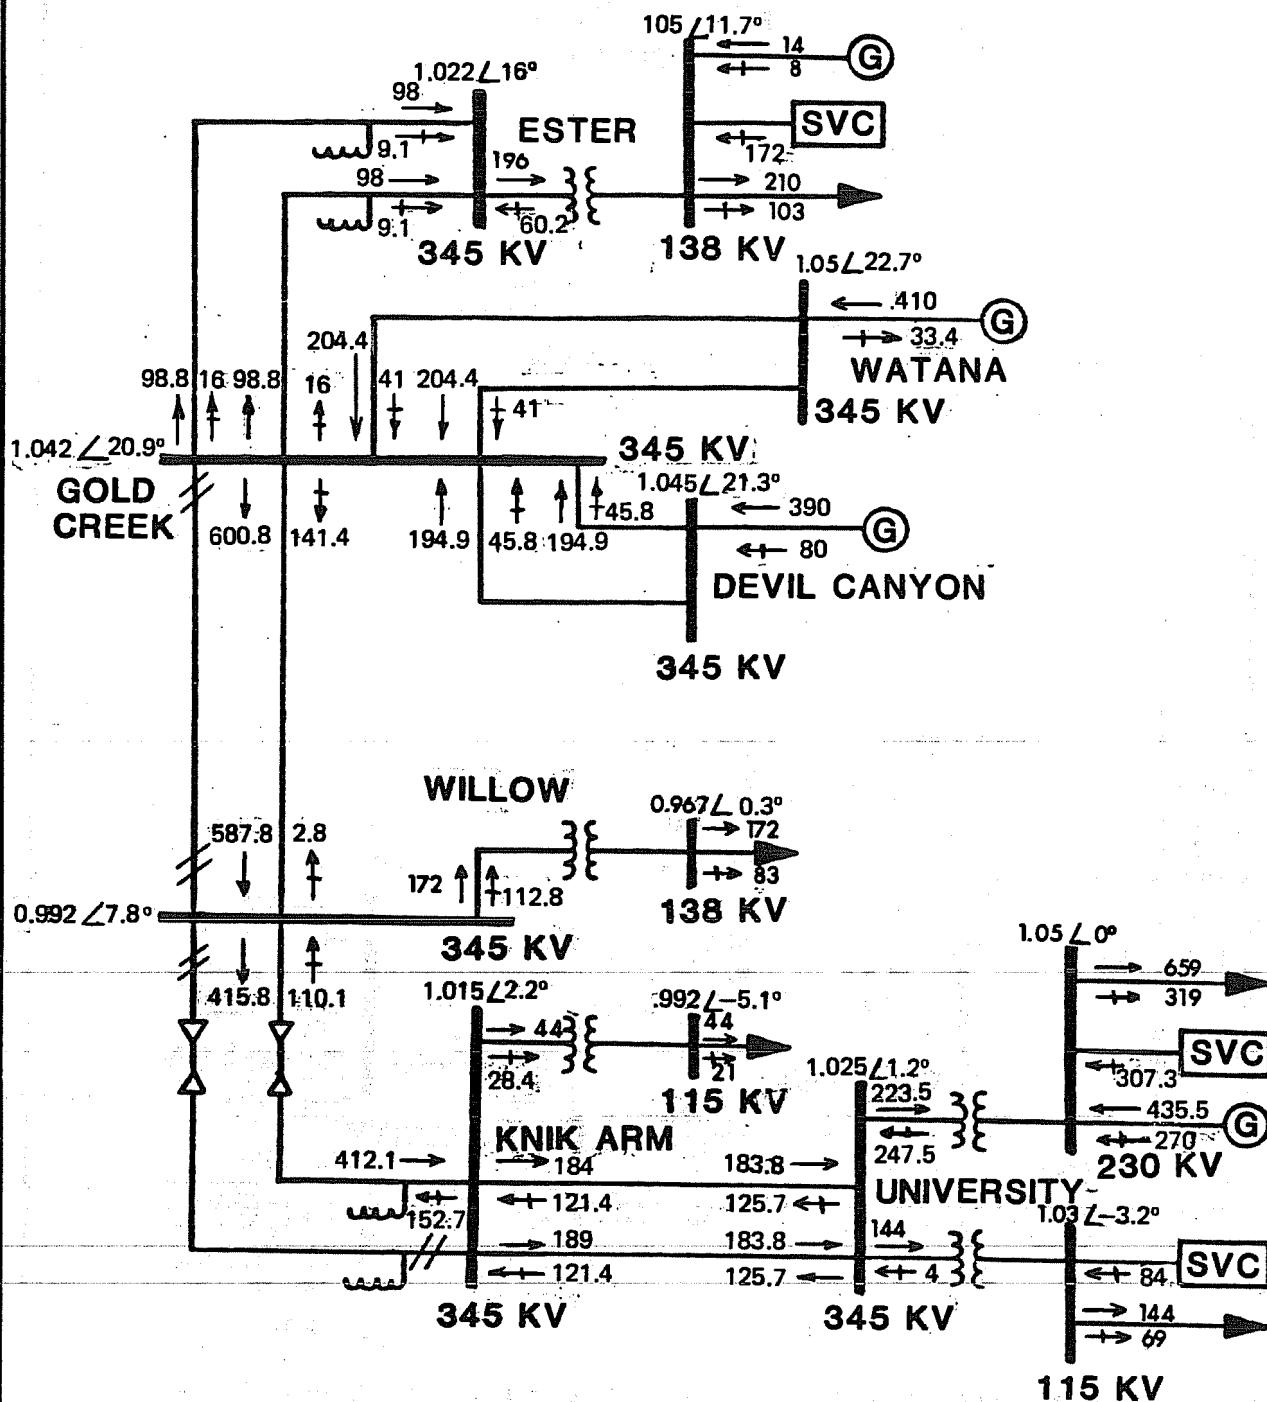 105∠11.7°
14
G
8
1.022∠16°
98
ESTER
SVC
9.1
172
196
98
210
9.1
60.2
103
345 KV
138 KV
1.05∠22.7°
.410
G
33.4
204.4
WATANA
98.8
16
98.8
16
41
204.4
41
345 KV
1.042∠20.9°
345 KV
GOLD
CREEK
1.045∠21.3°
45.8
390
G
600.8
141.4
194.9
45.8
194.9
80
DEVIL CANYON
345 KV
WILLOW
0.967∠0.3°
587.8
2.8
172
172
112.8
83
138 KV
0.992∠7.8°
345 KV
1.05∠0°
415.8
110.1
1.015∠2.2°
.992∠-5.1°
659
319
44
44
28.4
21
SVC
307.3
1.025∠1.2°
115 KV
223.5
435.5
G
KNIK ARM
247.5
270
230 KV
412.1
184
183.8
UNIVERSITY
121.4
125.7
152.7
1.03∠-3.2°
189
183.8
144
SVC
121.4
125.7
4
84
345 KV
345 KV
144
69
115 KV